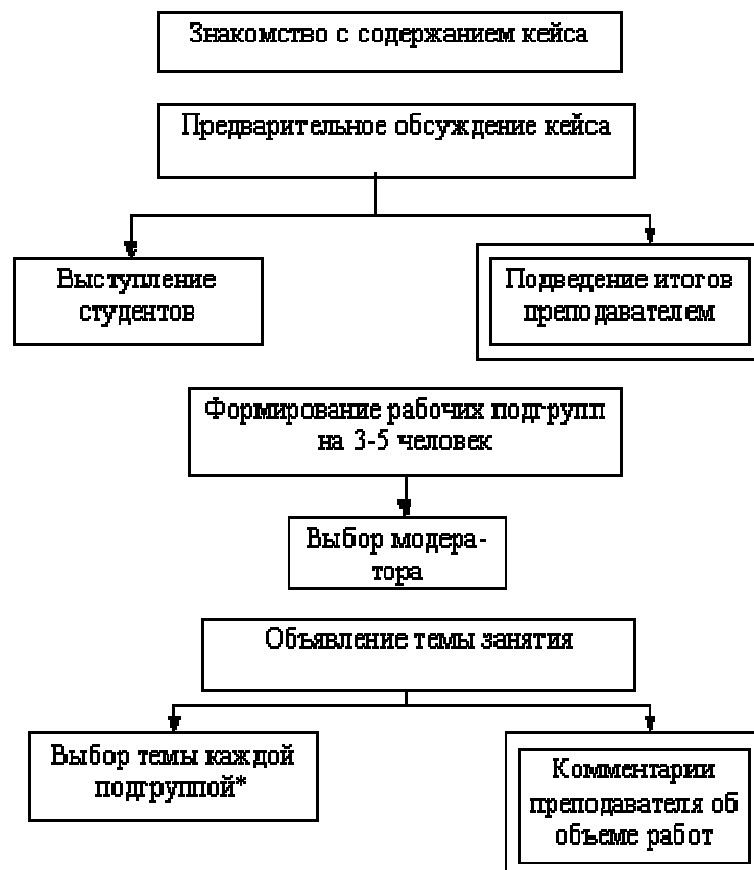 Знакомство с содержанием кейса
Предварительное обсуждение кейса
Выступление
студентов
Подведение итогов
преподавателем
Формирование рабочих подгрупп
на 3-5 человек
Выбор модера-
тора
Объявление темы занятия
Выбор темы каждой
подгруппой*
Комментарии
преподавателя об
объеме работ